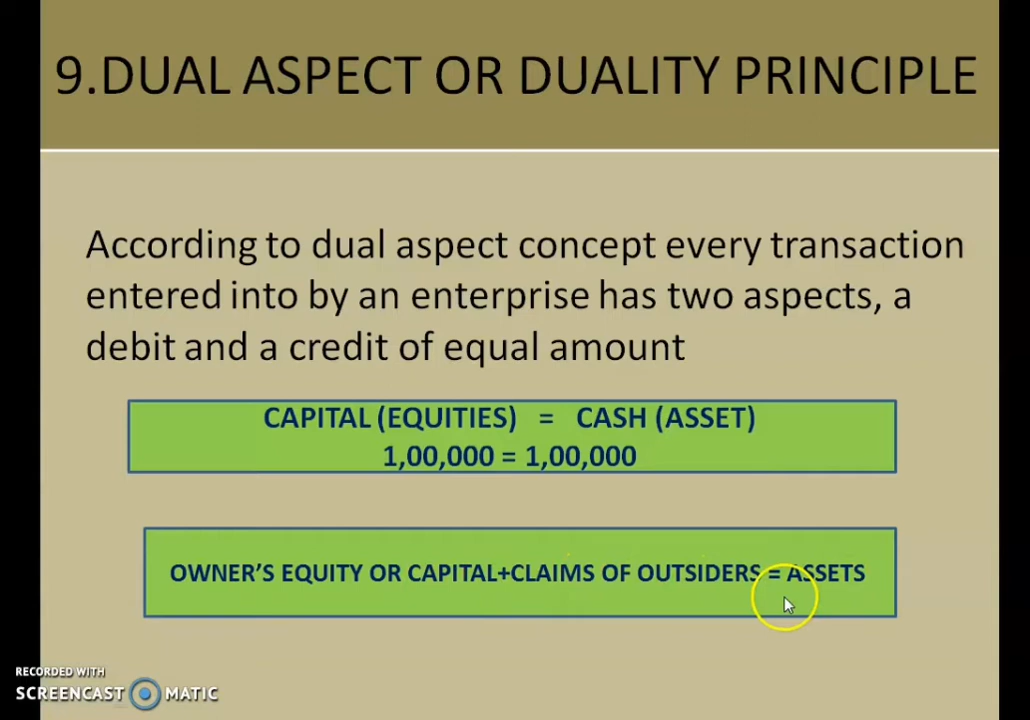 9.DUAL ASPECT OR DUALITY PRINCIPLE
According to dual aspect concept every transaction
entered into by an enterprise has two aspects, a
debit and a credit of equal amount
CAPITAL (EQUITIES) = CASH (ASSET)
1,00,000 = 1,00,000
OWNER'S EQUITY OR CAPITAL+CLAIMS OF OUTSIDERS = ASSETS
RECORDED WITH
SCREENCAST MATIC